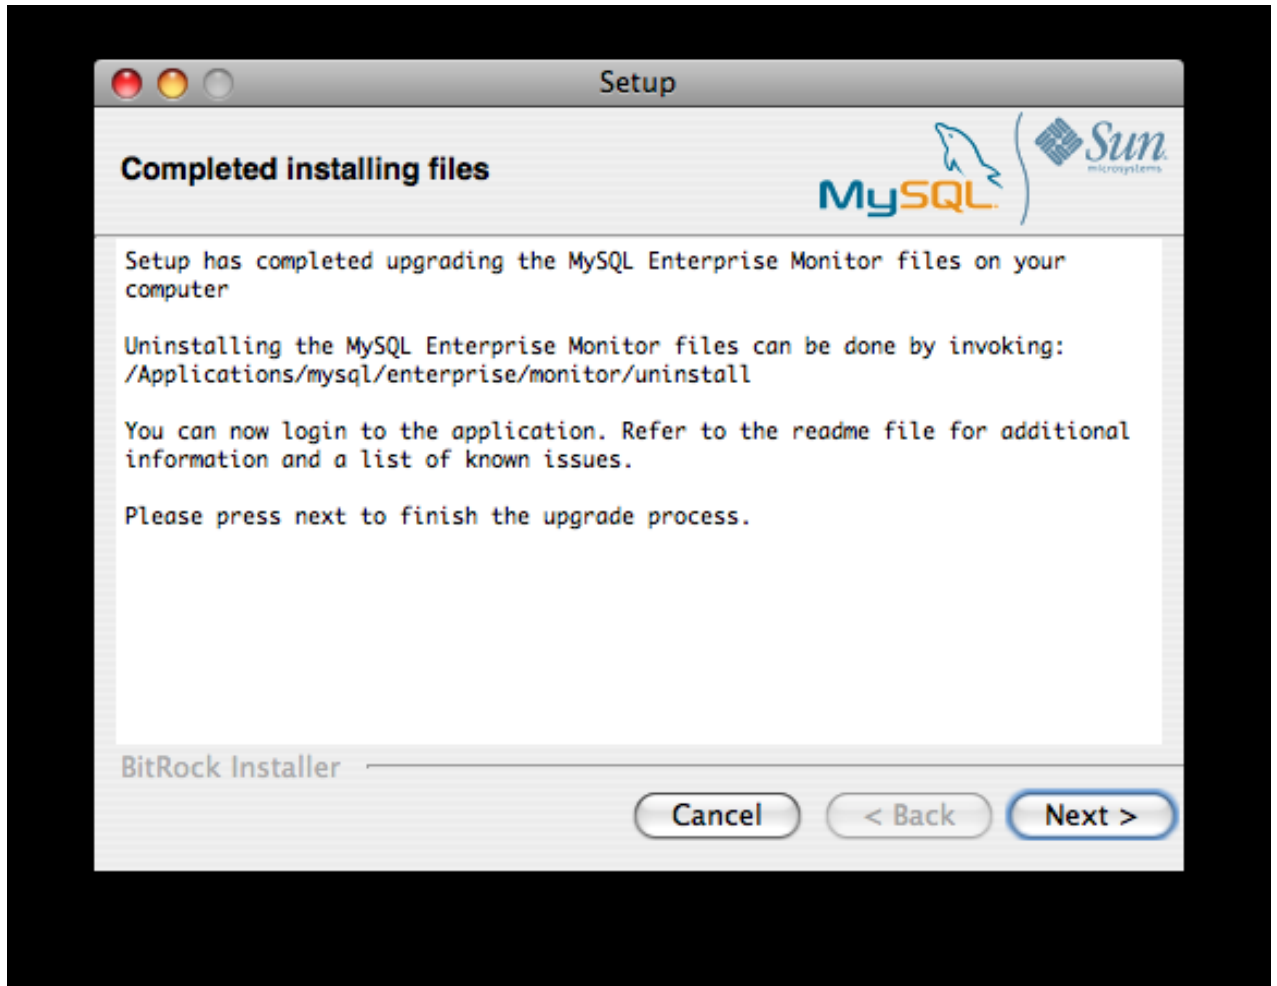 Setup
Completed installing files
MySQL.
Sun
microsystems
Setup has completed upgrading the MySQL Enterprise Monitor files on your
computer
Uninstalling the MySQL Enterprise Monitor files can be done by invoking:
/Applications/mysql/enterprise/monitor/uninstall
You can now login to the application. Refer to the readme file for additional
information and a list of known issues.
Please press next to finish the upgrade process.
BitRock Installer
Cancel
< Back
Next >